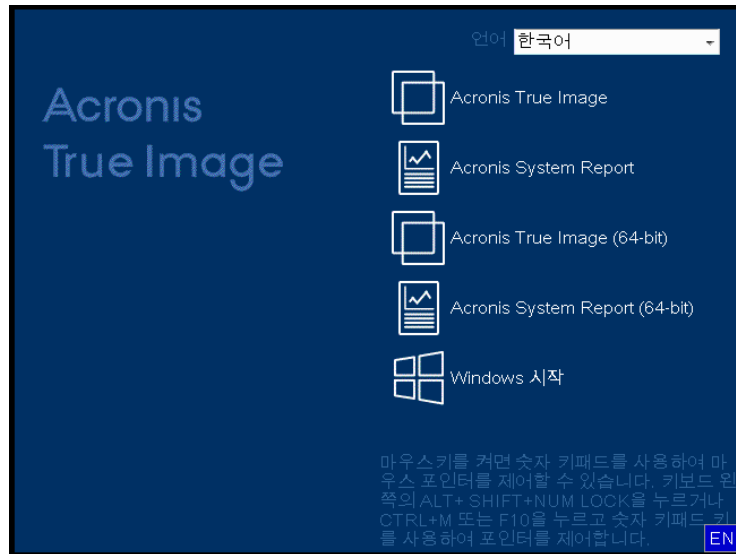 언어 한국어
Acronis
True Image
Acronis True Image
Acronis System Report
Acronis True Image (64-bit)
Acronis System Report (64-bit)
Windows 시작
마우스키를 켜면 숫자 키패드를 사용하여 마
우스 포인터를 제어할 수 있습니다. 키보드 왼
쪽의 ALT+ SHIFT+NUM LOCK을 누르거나
CTRL+M 또는 F10을 누르고 숫자 키패드 키
를 사용하여 포인터를 제어합니다.
EN